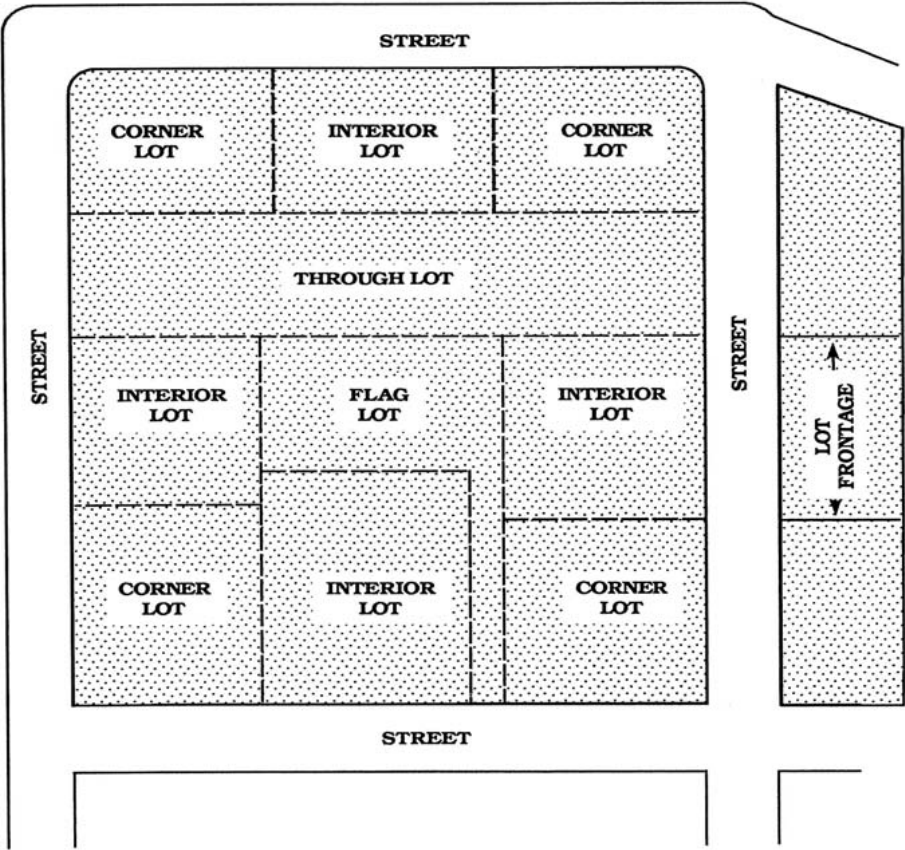 STREET
CORNER
LOT
INTERIOR
LOT
CORNER
LOT
THROUGH LOT
STREET
STREET
INTERIOR
LOT
FLAG
LOT
INTERIOR
LOT
LOT
FRONTAGE
CORNER
LOT
INTERIOR
LOT
CORNER
LOT
STREET